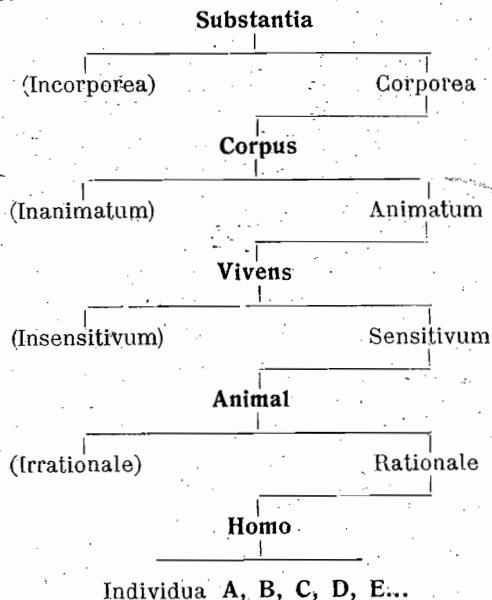 Substantia
(Incorporea) Corporea
Corpus
(Inanimatum) Animatum
Vivens
(Insensitivum) Sensitivum
Animal
(Irrationale) Rationale
Homo
Individua A, B, C, D, E...